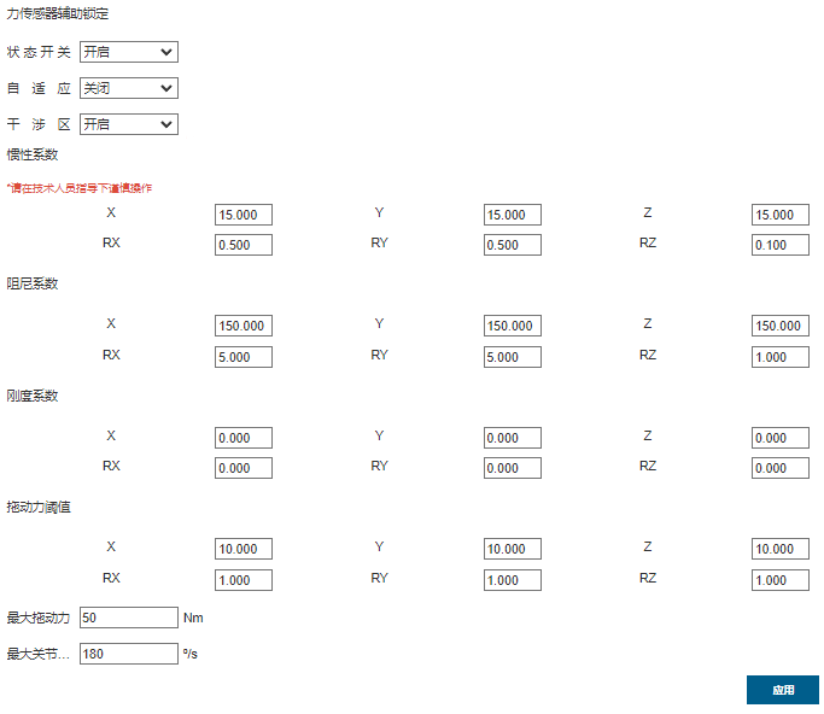 力传感器辅助锁定
状态开关 开启
自适应 关闭
干涉区 开启
惯性系数
*请在技术人员指导下谨慎操作
X 15.000 Y 15.000 Z 15.000
RX 0.500 RY 0.500 RZ 0.100
阻尼系数
X 150.000 Y 150.000 Z 150.000
RX 5.000 RY 5.000 RZ 1.000
刚度系数
X 0.000 Y 0.000 Z 0.000
RX 0.000 RY 0.000 RZ 0.000
拖动力阈值
X 10.000 Y 10.000 Z 10.000
RX 1.000 RY 1.000 RZ 1.000
最大拖动力 50 Nm
最大关节... 180 º/s
应用